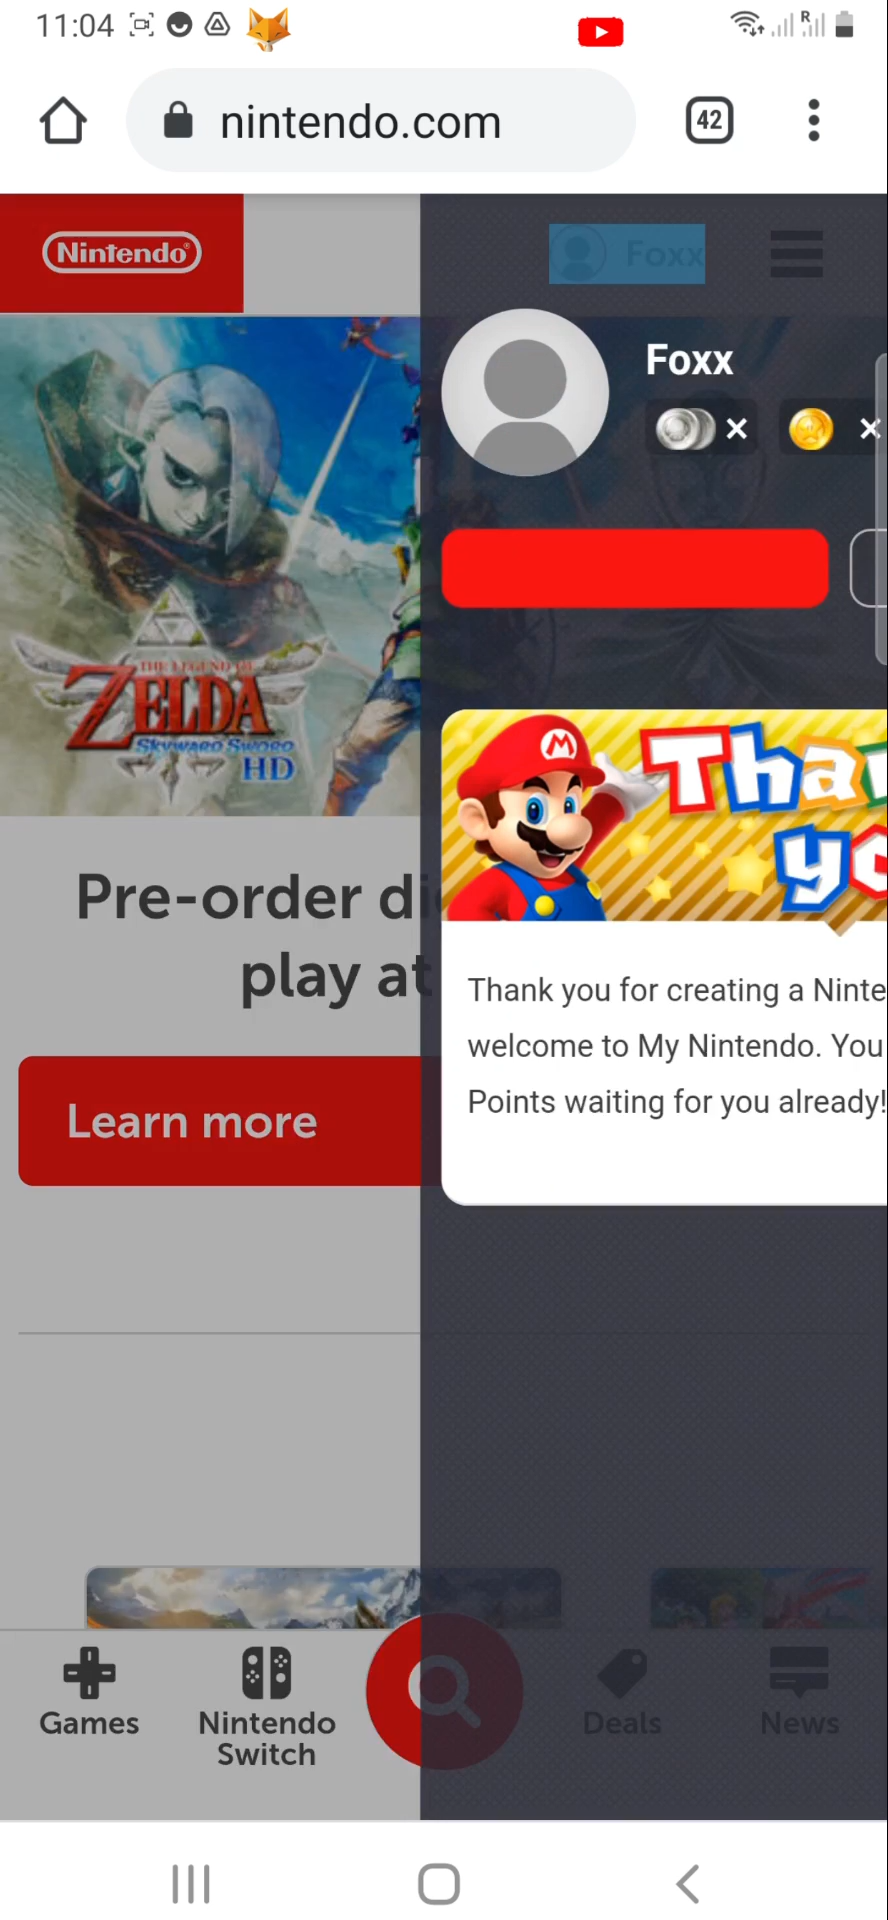 11:04
R
nintendo.com
42
Nintendo
Foxx
Foxx
×
×
THE LEGEND OF
ZELDA
SKYWARD SWORD
HD
M
Pre-order di
play at
Thank you for creating a Ninte
welcome to My Nintendo. You
Points waiting for you already!
Learn more
Games
Nintendo
Switch
Deals
News